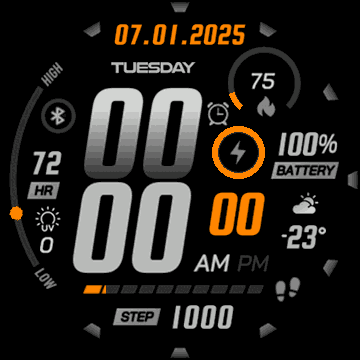 07.01.2025
TUESDAY
75
HIGH
00
100%
BATTERY
72
HR
UV
0
LOW
00
00
-23°
AM PM
STEP 1000